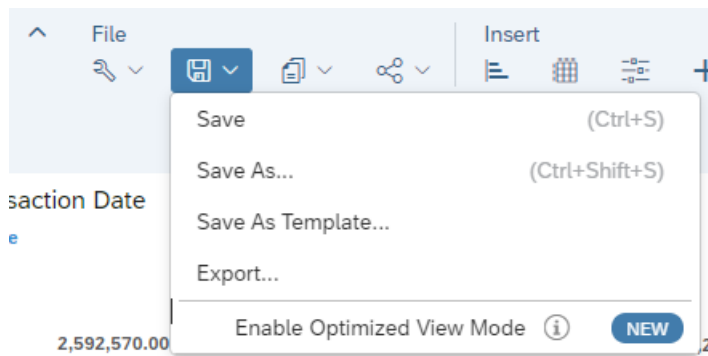 File
Insert
Save (Ctrl+S)
Save As... (Ctrl+Shift+S)
saction Date
Save As Template...
e
Export...
Enable Optimized View Mode NEW
2,592,570.00